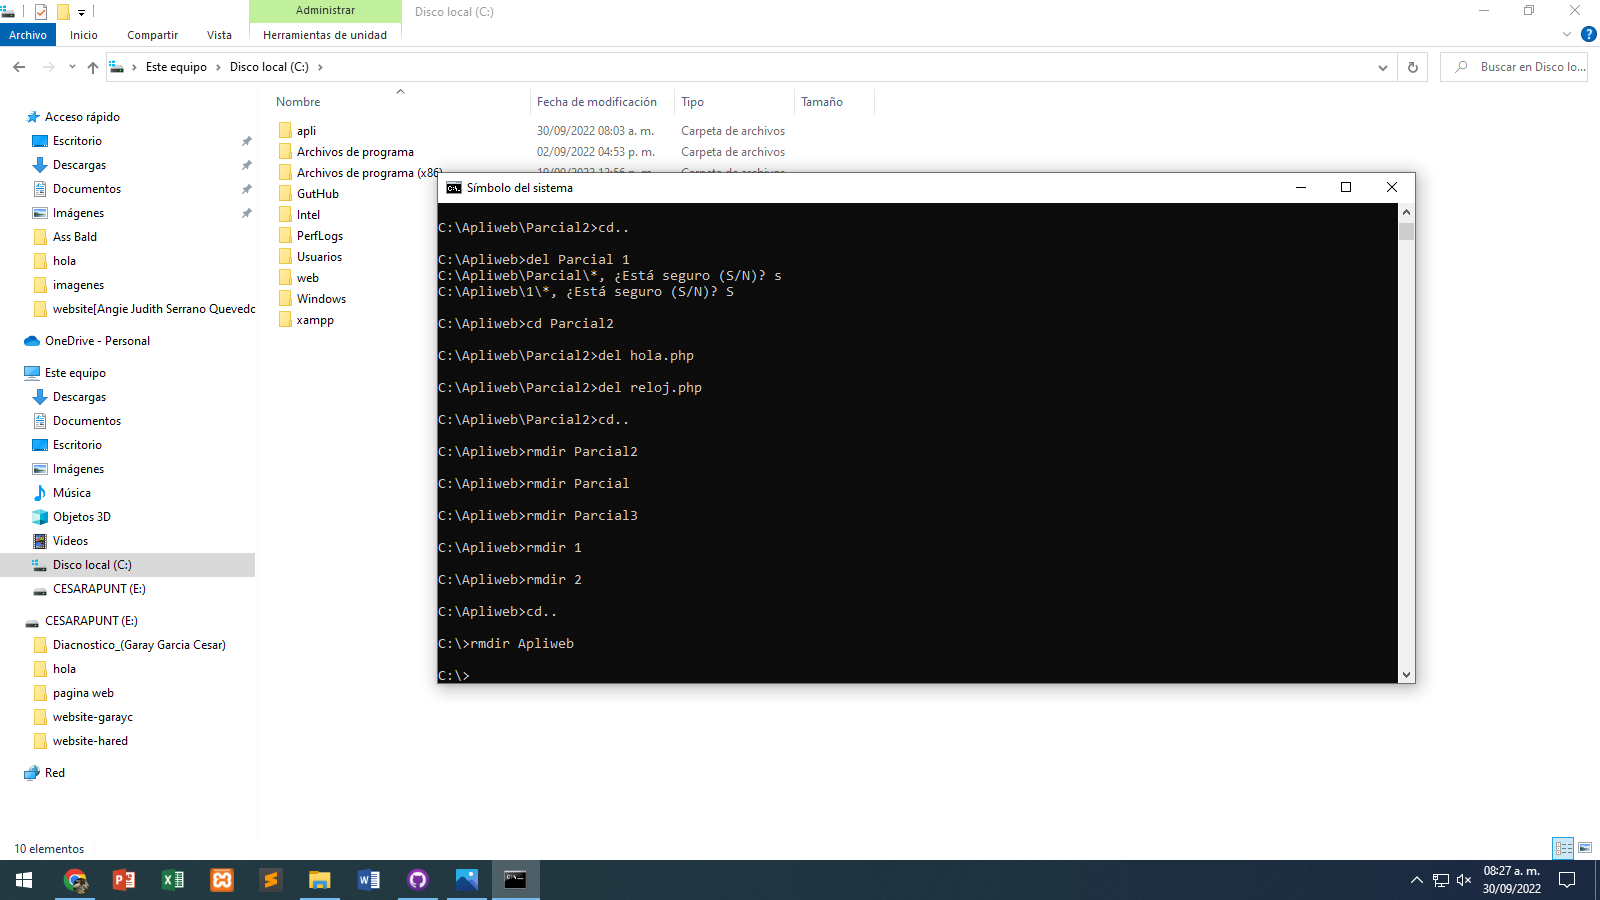 Administrar
Disco local (C:)
Archivo
Inicio
Compartir
Vista
Herramientas de unidad
?
Este equipo
Disco local (C:)
Buscar en Disco lo...
Nombre
Fecha de modificación
Tipo
Tamaño
Acceso rápido
Escritorio
Descargas
Documentos
Imágenes
Ass Bald
hola
imagenes
website[Angie Judith Serrano Quevedo
OneDrive - Personal
Este equipo
Descargas
Documentos
Escritorio
Imágenes
Música
Objetos 3D
Videos
Disco local (C:)
CESARAPUNT (E:)
CESARAPUNT (E:)
Diacnostico_(Garay Garcia Cesar)
hola
pagina web
website-garayc
website-hared
Red
apli 30/09/2022 08:03 a. m. Carpeta de archivos
Archivos de programa 02/09/2022 04:53 p. m. Carpeta de archivos
Archivos de programa (x86)
GutHub
Intel
PerfLogs
Usuarios
web
Windows
xampp
Símbolo del sistema
C:\Apliweb\Parcial2>cd..
C:\Apliweb>del Parcial 1
C:\Apliweb\Parcial\*, ¿Está seguro (S/N)? s
C:\Apliweb\1\*, ¿Está seguro (S/N)? S
C:\Apliweb>cd Parcial2
C:\Apliweb\Parcial2>del hola.php
C:\Apliweb\Parcial2>del reloj.php
C:\Apliweb\Parcial2>cd..
C:\Apliweb>rmdir Parcial2
C:\Apliweb>rmdir Parcial
C:\Apliweb>rmdir Parcial3
C:\Apliweb>rmdir 1
C:\Apliweb>rmdir 2
C:\Apliweb>cd..
C:\>rmdir Apliweb
C:\>
10 elementos
08:27 a. m.
30/09/2022